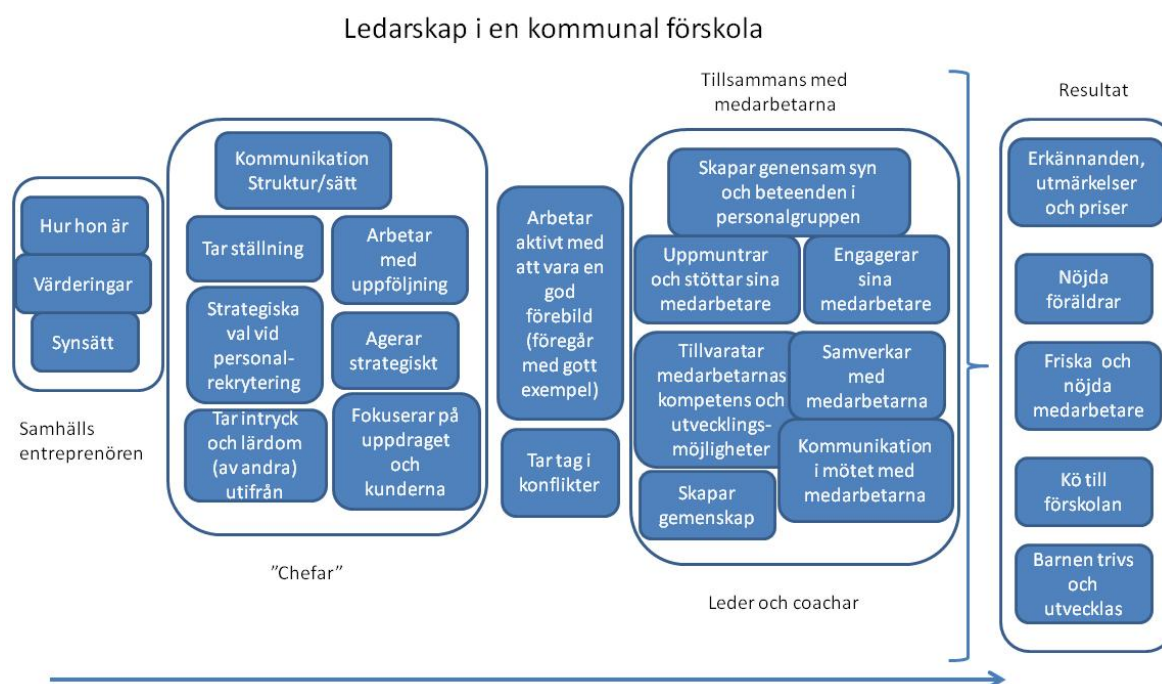 Ledarskap i en kommunal förskola
Hur hon är
Värderingar
Synsätt
Samhälls
entreprenören
Kommunikation
Struktur/sätt
Tar ställning
Arbetar
med
uppföljning
Strategiska
val vid
personal-
rekrytering
Agerar
strategiskt
Tar intryck
och lärdom
(av andra)
utifrån
Fokuserar på
uppdraget
och
kunderna
”Chefar”
Arbetar
aktivt med
att vara en
god
förebild
(föregår
med gott
exempel)
Tar tag i
konflikter
Tillsammans med
medarbetarna
Skapar genensam syn
och beteenden i
personalgruppen
Uppmuntrar
och stöttar sina
medarbetare
Engagerar
sina
medarbetare
Tillvaratar
medarbetarnas
kompetens och
utvecklings-
möjligheter
Samverkar
med
medarbetarna
Kommunikation
i mötet med
medarbetarna
Skapar
gemenskap
Leder och coachar
Resultat
Erkännanden,
utmärkelser
och priser
Nöjda
föräldrar
Friska och
nöjda
medarbetare
Kö till
förskolan
Barnen trivs
och
utvecklas